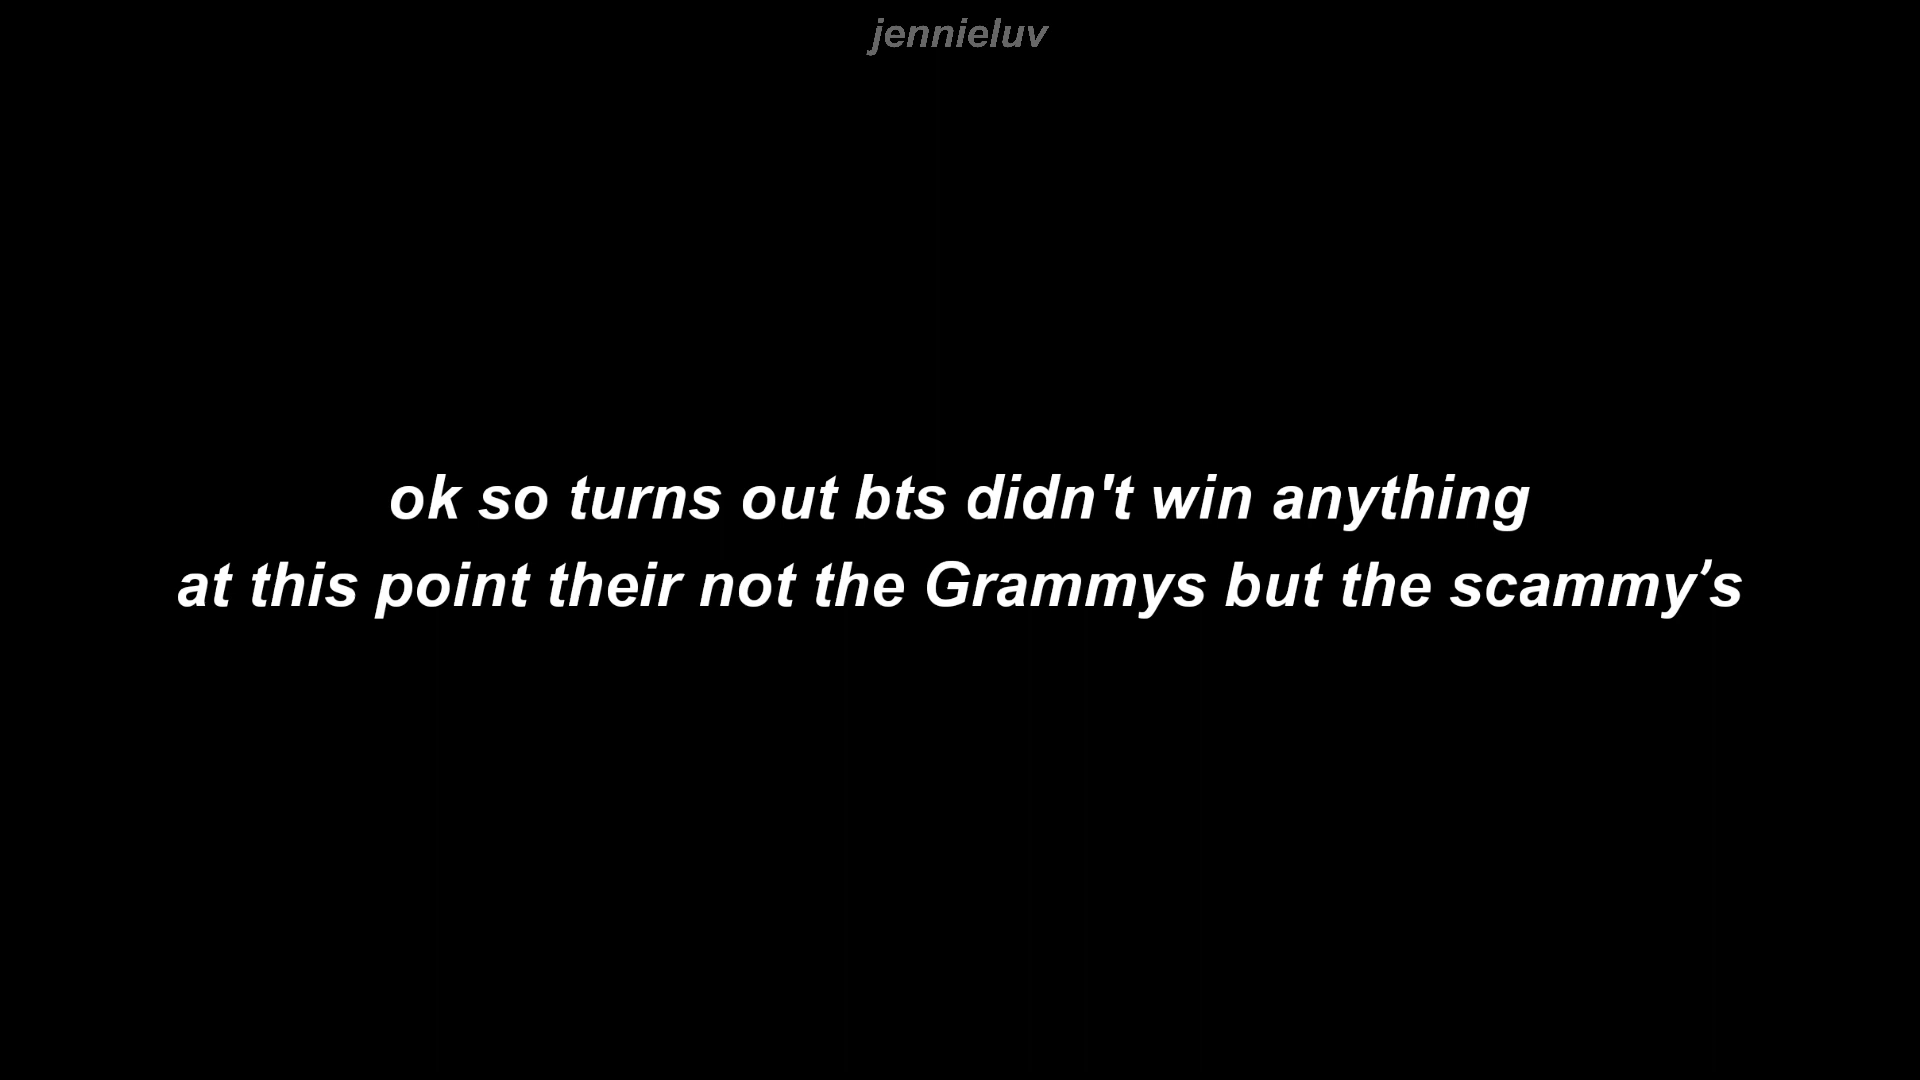 jennieluv
ok so turns out bts didn't win anything
at this point their not the Grammys but the scammy’s